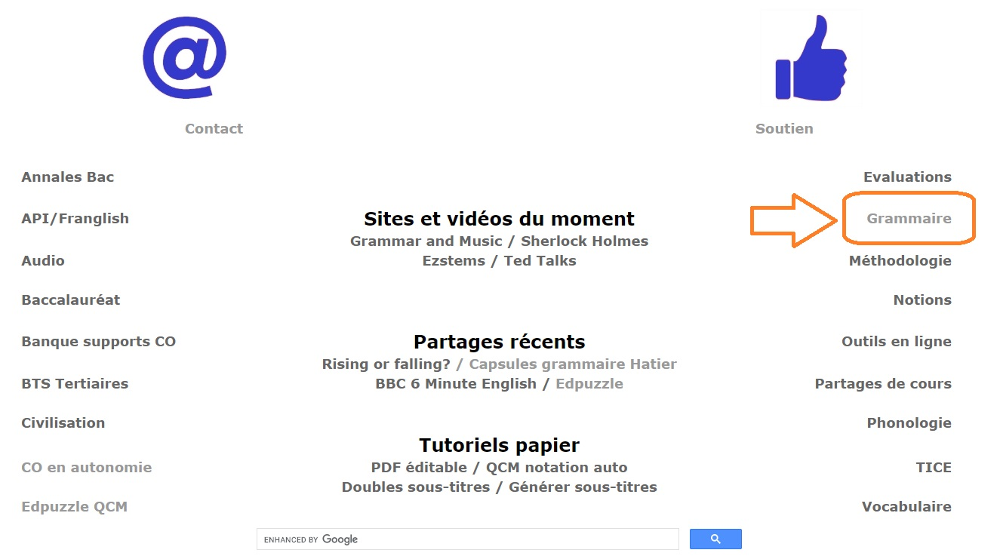 Contact
Soutien
Annales Bac
Evaluations
API/Franglish
Sites et vidéos du moment
Grammaire
Grammar and Music / Sherlock Holmes
Audio
Ezstems / Ted Talks
Méthodologie
Baccalauréat
Notions
Banque supports CO
Partages récents
Outils en ligne
Rising or falling? / Capsules grammaire Hatier
BTS Tertiaires
BBC 6 Minute English / Edpuzzle
Partages de cours
Civilisation
Phonologie
Tutoriels papier
CO en autonomie
PDF éditable / QCM notation auto
TICE
Doubles sous-titres / Générer sous-titres
Edpuzzle QCM
Vocabulaire
ENHANCED BY Google